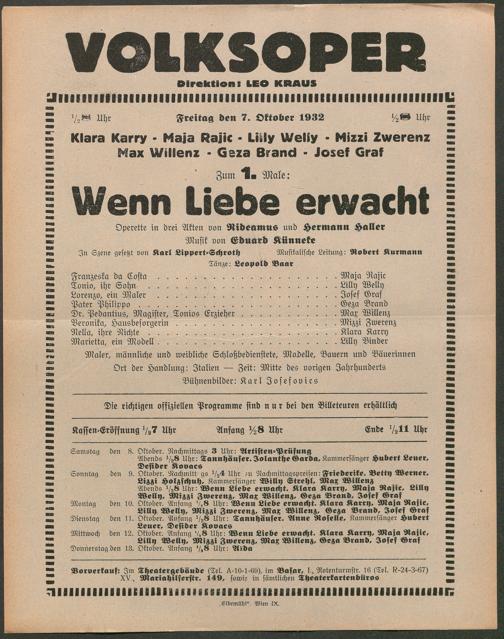 VOLKSOPER
Direktion: LEO KRAUS
Uhr Freitag den 7. Oktober 1932 Uhr
Klara Karry - Maja Rajic - Lilly Welly - Mizzi Zwerenz
Max Willenz - Geza Brand - Josef Graf
Zum 1. Male:
Wenn Liebe erwacht
Operette in drei Akten von Rideamus und Hermann Haller
Musik von Eduard Künneke
In Szene gesetzt von Karl Lippert-Schroth Musikalische Leitung: Robert Kurmann
Tänze: Leopold Baar
Franzeska da Costa . . . Maja Rajic
Tonio, ihr Sohn . . . Lilly Welly
Lorenzo, ein Maler . . . Josef Graf
Pater Philippo . . . Geza Brand
Dr. Pedantius, Magister, Tonios Erzieher . . . Max Willenz
Veronika, Hausbesorgerin . . . Mizzi Zwerenz
Nella, ihre Nichte . . . Klara Karry
Marietta, ein Modell . . . Lilly Binder
Maler, männliche und weibliche Schloßbedienstete, Modelle, Bauern und Bäuerinnen
Ort der Handlung: Italien — Zeit: Mitte des vorigen Jahrhunderts
Bühnenbilder: Karl Josefovics
Die richtigen offiziellen Programme sind nur bei den Billeteuren erhältlich
Kassen-Eröffnung 1/27 Uhr Anfang 1/28 Uhr Ende 1/211 Uhr
Samstag den 8. Oktober. Nachmittags 3 Uhr: Artisten-Prüfung
Abends 1/28 Uhr: Tannhäuser. Jolanthe Garda, Kammersänger Hubert Leuer,
Desider Kovacs
Sonntag den 9. Oktober. Nachmittgs 1/24 Uhr zu Nachmittagspreisen: Friederike. Betty Werner,
Lizzi Holzschuh, Kammersänger Willy Strehl, Max Willenz
Abends 1/28 Uhr: Wenn Liebe erwacht. Klara Karry, Maja Rajic, Lilly
Welly, Mizzi Zwerenz, Max Willenz, Geza Brand, Josef Graf
Montag den 10. Oktober. Anfang 1/28 Uhr: Wenn Liebe erwacht. Klara Karry, Maja Rajic,
Lilly Welly, Mizzi Zwerenz, Max Willenz, Geza Brand, Josef Graf
Dienstag den 11. Oktober. Anfang 1/28 Uhr: Tannhäuser. Anne Roselle, Kammersänger Hubert
Leuer, Desider Kovacs
Mittwoch den 12. Oktober. Anfang 1/28 Uhr: Wenn Liebe erwacht. Klara Karry, Maja Rajic,
Lilly Welly, Mizzi Zwerenz, Max Willenz, Geza Brand, Josef Graf
Donnerstag den 13. Oktober. Anfang 1/28 Uhr: Aida
Vorverkauf: Im Theatergebäude (Tel. A-10-1-69), im Basar, I., Rotenturmstr. 16 (Tel. R-24-3-67)
XV., Mariahilferstr. 149, sowie in sämtlichen Theaterkartenbüros
„Elbemühl“, Wien IX.